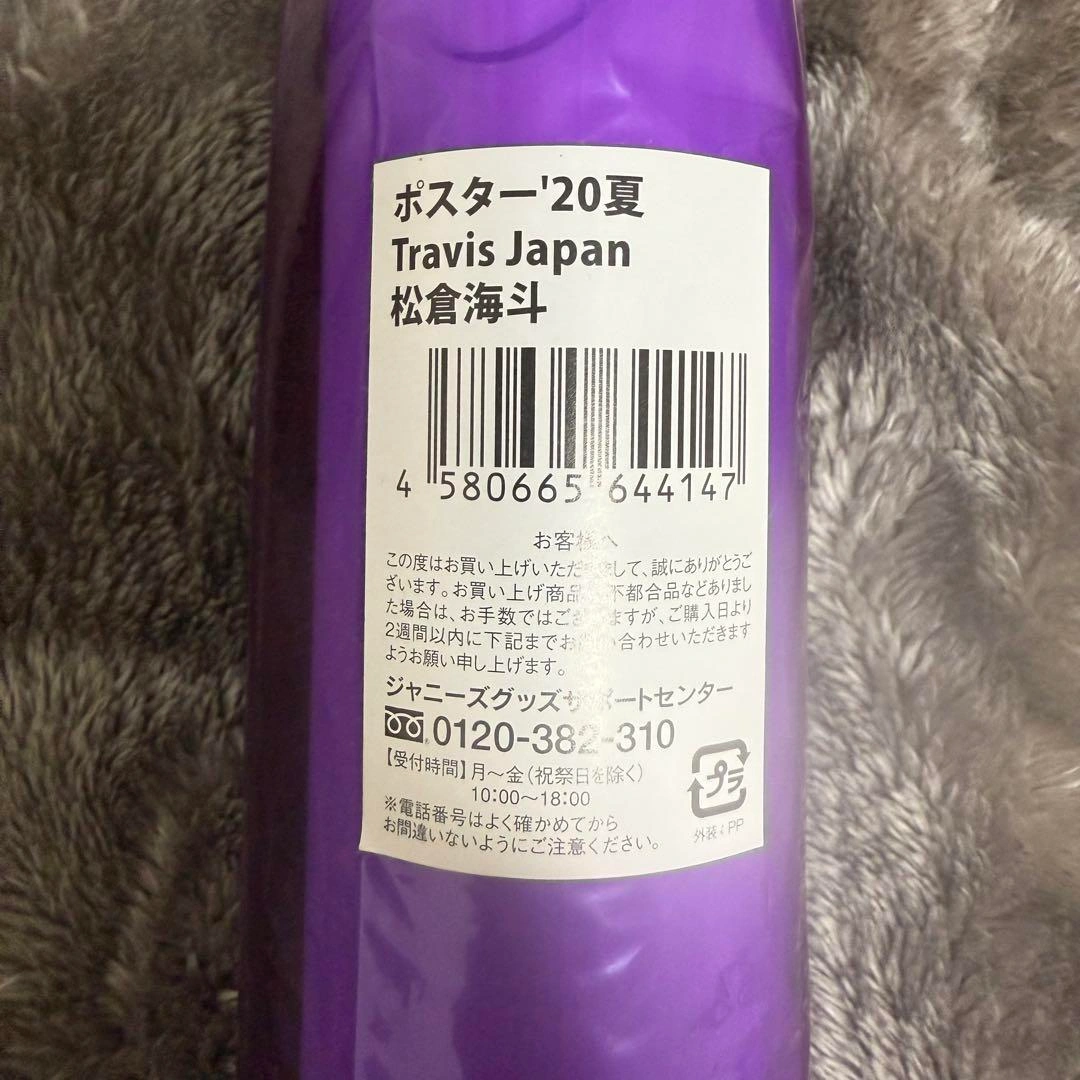 ポスター'20夏
Travis Japan
松倉海斗
4 580665 644147
お客様へ
この度はお買い上げいただきまして、誠にありがとうご
ざいます。お買い上げ商品 不都合品などありまし
た場合は、お手数ではございますが、ご購入日より
2週間以内に下記までお問い合わせいただきます
ようお願い申し上げます。
ジャニーズグッズサポートセンター
0120-382-310
【受付時間】月〜金(祝祭日を除く)
10:00〜18:00
※電話番号はよく確かめてから
お間違いないようにご注意ください。
プラ
外装:PP